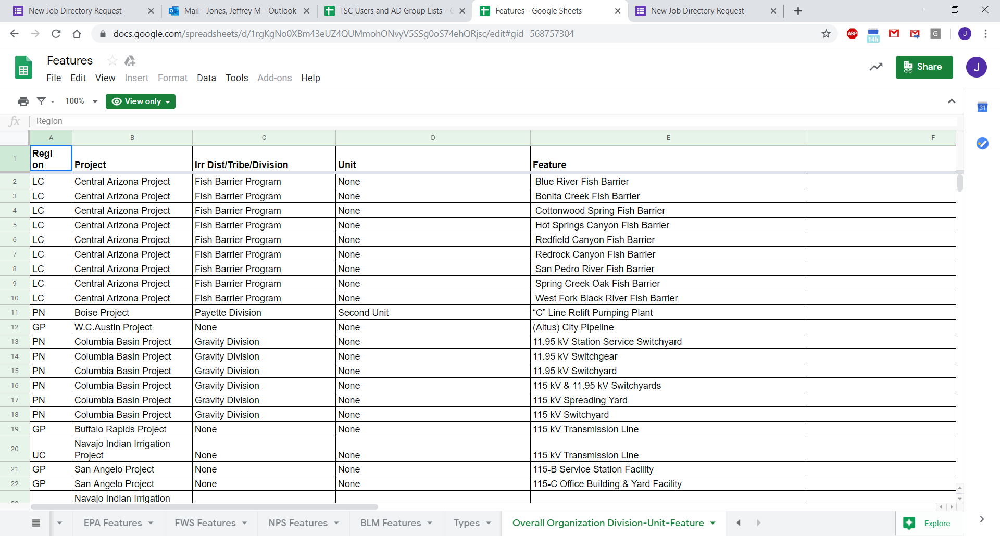 New Job Directory Request
Mail - Jones, Jeffrey M - Outlook
TSC Users and AD Group Lists -
Features - Google Sheets
New Job Directory Request
docs.google.com/spreadsheets/d/1rgKgNo0XBm43eUZ4QUMmohONvyV5SSg0oS74ehQRjsc/edit#gid=568757304
ABP
14h
G
J
Features
File Edit View Insert Format Data Tools Add-ons Help
Share
J
100%
View only
31
fx Region
A B C D E F
1 Regi
on Project Irr Dist/Tribe/Division Unit Feature
2 LC Central Arizona Project Fish Barrier Program None Blue River Fish Barrier
3 LC Central Arizona Project Fish Barrier Program None Bonita Creek Fish Barrier
4 LC Central Arizona Project Fish Barrier Program None Cottonwood Spring Fish Barrier
5 LC Central Arizona Project Fish Barrier Program None Hot Springs Canyon Fish Barrier
6 LC Central Arizona Project Fish Barrier Program None Redfield Canyon Fish Barrier
7 LC Central Arizona Project Fish Barrier Program None Redrock Canyon Fish Barrier
8 LC Central Arizona Project Fish Barrier Program None San Pedro River Fish Barrier
9 LC Central Arizona Project Fish Barrier Program None Spring Creek Oak Fish Barrier
10 LC Central Arizona Project Fish Barrier Program None West Fork Black River Fish Barrier
11 PN Boise Project Payette Division Second Unit “C” Line Relift Pumping Plant
12 GP W.C.Austin Project None None (Altus) City Pipeline
13 PN Columbia Basin Project Gravity Division None 11.95 kV Station Service Switchyard
14 PN Columbia Basin Project Gravity Division None 11.95 kV Switchgear
15 PN Columbia Basin Project Gravity Division None 11.95 kV Switchyard
16 PN Columbia Basin Project Gravity Division None 115 kV & 11.95 kV Switchyards
17 PN Columbia Basin Project Gravity Division None 115 kV Spreading Yard
18 PN Columbia Basin Project Gravity Division None 115 kV Switchyard
19 GP Buffalo Rapids Project None None 115 kV Transmission Line
20 Navajo Indian Irrigation
UC Project None None 115 kV Transmission Line
21 GP San Angelo Project None None 115-B Service Station Facility
22 GP San Angelo Project None None 115-C Office Building & Yard Facility
Navajo Indian Irrigation
EPA Features FWS Features NPS Features BLM Features Types Overall Organization Division-Unit-Feature Explore